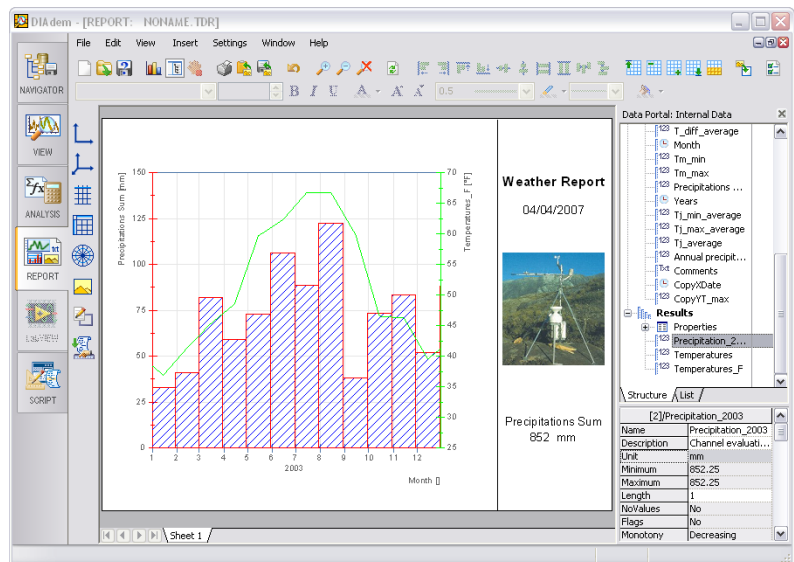 DIAdem - [REPORT: NONAME.TDR]
File Edit View Insert Settings Window Help
B I U A A A 0.5
NAVIGATOR
VIEW
ANALYSIS
REPORT
LabVIEW
SCRIPT
Precipitations Sum [mm]
150
125
100
75
50
25
0
1 2 3 4 5 6 7 8 9 10 11 12
2003
Month []
70
65
60
55
50
45
40
35
30
25
Temperatures_F [°F]
Weather Report
04/04/2007
Precipitations Sum
852 mm
Sheet 1
Data Portal: Internal Data
T_diff_average
Month
Tm_min
Tm_max
Precipitations ...
Years
Tj_min_average
Tj_max_average
Tj_average
Annual precipit...
Comments
CopyXDate
CopyYT_max
Results
Properties
Precipitation_2...
Temperatures
Temperatures_F
Structure List
[2]/Precipitation_2003
Name Precipitation_2003
Description Channel evaluati...
Unit mm
Minimum 852.25
Maximum 852.25
Length 1
NoValues No
Flags No
Monotony Decreasing